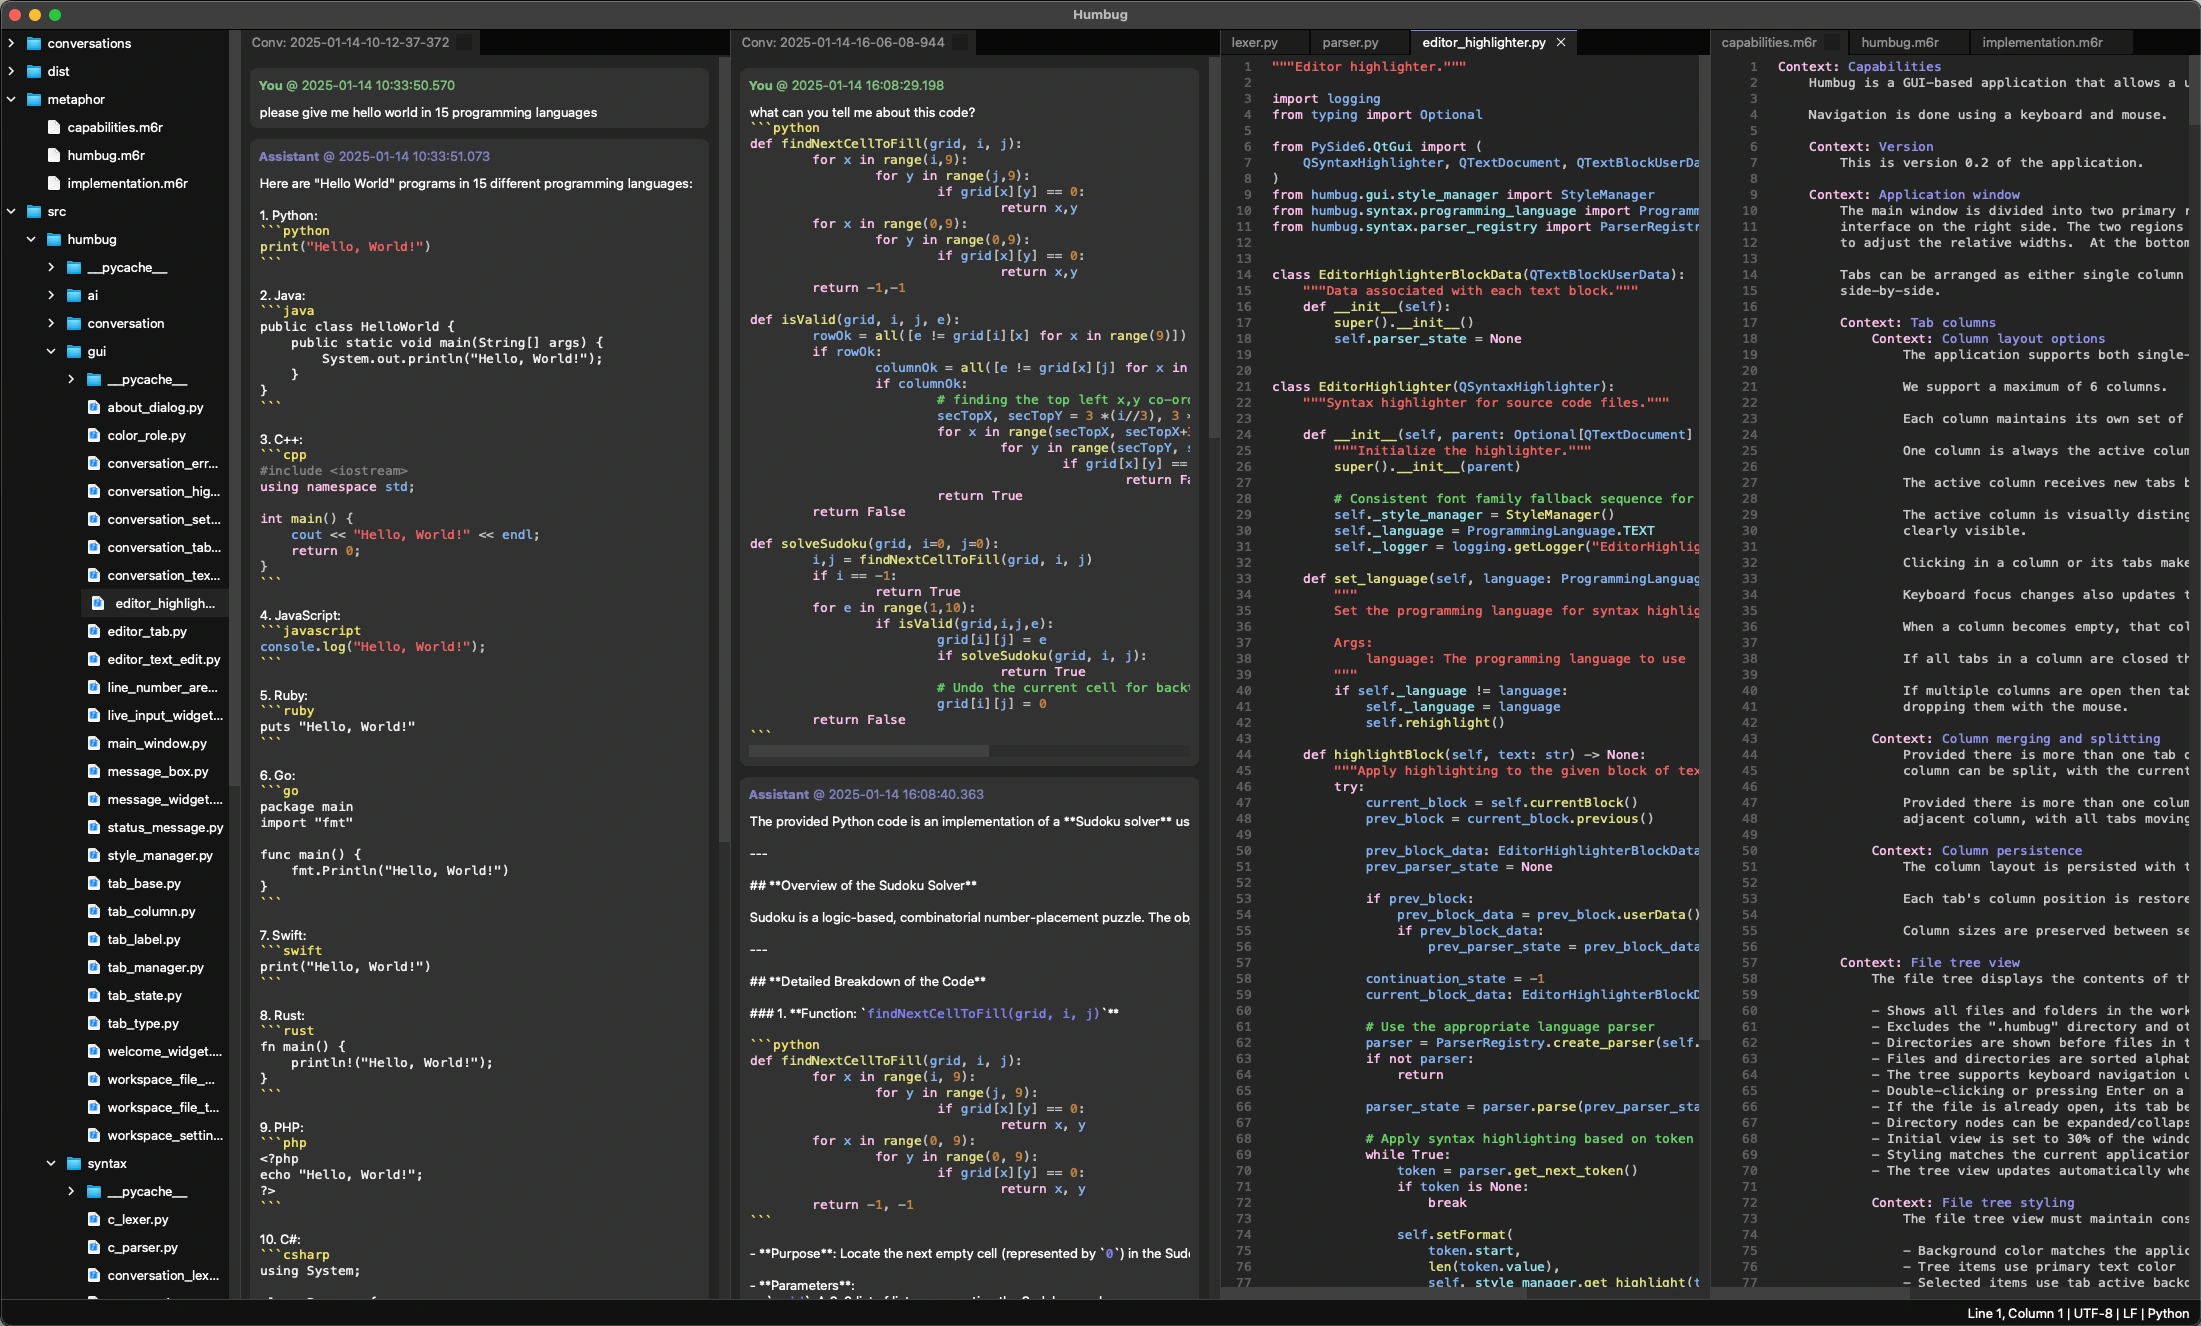 Humbug
conversations
dist
metaphor
capabilities.m6r
humbug.m6r
implementation.m6r
src
humbug
__pycache__
ai
conversation
gui
__pycache__
about_dialog.py
color_role.py
conversation_err...
conversation_hig...
conversation_set...
conversation_tab...
conversation_tex...
editor_highligh...
editor_tab.py
editor_text_edit.py
line_number_are...
live_input_widget...
main_window.py
message_box.py
message_widget....
status_message.py
style_manager.py
tab_base.py
tab_column.py
tab_label.py
tab_manager.py
tab_state.py
tab_type.py
welcome_widget....
workspace_file_...
workspace_file_t...
workspace_settin...
syntax
__pycache__
c_lexer.py
c_parser.py
conversation_lex...
Conv: 2025-01-14-10-12-37-372
You @ 2025-01-14 10:33:50.570
please give me hello world in 15 programming languages
Assistant @ 2025-01-14 10:33:51.073
Here are "Hello World" programs in 15 different programming languages:
1. Python:
```python
print("Hello, World!")
```
2. Java:
```java
public class HelloWorld {
    public static void main(String[] args) {
        System.out.println("Hello, World!");
    }
}
```
3. C++:
```cpp
#include <iostream>
using namespace std;
int main() {
    cout << "Hello, World!" << endl;
    return 0;
}
```
4. JavaScript:
```javascript
console.log("Hello, World!");
```
5. Ruby:
```ruby
puts "Hello, World!"
```
6. Go:
```go
package main
import "fmt"
func main() {
    fmt.Println("Hello, World!")
}
```
7. Swift:
```swift
print("Hello, World!")
```
8. Rust:
```rust
fn main() {
    println!("Hello, World!");
}
```
9. PHP:
```php
<?php
echo "Hello, World!";
?>
```
10. C#:
```csharp
using System;
Conv: 2025-01-14-16-06-08-944
You @ 2025-01-14 16:08:29.198
what can you tell me about this code?
```python
def findNextCellToFill(grid, i, j):
        for x in range(i,9):
                for y in range(j,9):
                        if grid[x][y] == 0:
                                return x,y
        for x in range(0,9):
                for y in range(0,9):
                        if grid[x][y] == 0:
                                return x,y
        return -1,-1
def isValid(grid, i, j, e):
        rowOk = all([e != grid[i][x] for x in range(9)])
        if rowOk:
                columnOk = all([e != grid[x][j] for x in
                if columnOk:
                        # finding the top left x,y co-or
                        secTopX, secTopY = 3 *(i//3), 3
                        for x in range(secTopX, secTopX+
                                for y in range(secTopY,
                                        if grid[x][y] ==
                                                return Fa
                        return True
        return False
def solveSudoku(grid, i=0, j=0):
        i,j = findNextCellToFill(grid, i, j)
        if i == -1:
                return True
        for e in range(1,10):
                if isValid(grid,i,j,e):
                        grid[i][j] = e
                        if solveSudoku(grid, i, j):
                                return True
                        # Undo the current cell for back
                        grid[i][j] = 0
        return False
```
Assistant @ 2025-01-14 16:08:40.363
The provided Python code is an implementation of a **Sudoku solver** us
---
## **Overview of the Sudoku Solver**
Sudoku is a logic-based, combinatorial number-placement puzzle. The ob
---
## **Detailed Breakdown of the Code**
### 1. **Function: `findNextCellToFill(grid, i, j)`**
```python
def findNextCellToFill(grid, i, j):
        for x in range(i, 9):
                for y in range(j, 9):
                        if grid[x][y] == 0:
                                return x, y
        for x in range(0, 9):
                for y in range(0, 9):
                        if grid[x][y] == 0:
                                return x, y
        return -1, -1
```
- **Purpose**: Locate the next empty cell (represented by `0`) in the Sud
- **Parameters**:
lexer.py parser.py editor_highlighter.py
1 """Editor highlighter."""
2
3 import logging
4 from typing import Optional
5
6 from PySide6.QtGui import (
7     QSyntaxHighlighter, QTextDocument, QTextBlockUserDa
8 )
9 from humbug.gui.style_manager import StyleManager
10 from humbug.syntax.programming_language import Programm
11 from humbug.syntax.parser_registry import ParserRegistr
12
13
14 class EditorHighlighterBlockData(QTextBlockUserData):
15     """Data associated with each text block."""
16     def __init__(self):
17         super().__init__()
18         self.parser_state = None
19
20
21 class EditorHighlighter(QSyntaxHighlighter):
22     """Syntax highlighter for source code files."""
23
24     def __init__(self, parent: Optional[QTextDocument]
25         """Initialize the highlighter."""
26         super().__init__(parent)
27
28         # Consistent font family fallback sequence for
29         self._style_manager = StyleManager()
30         self._language = ProgrammingLanguage.TEXT
31         self._logger = logging.getLogger("EditorHighlig
32
33     def set_language(self, language: ProgrammingLanguag
34         """
35         Set the programming language for syntax highlig
36
37         Args:
38             language: The programming language to use
39         """
40         if self._language != language:
41             self._language = language
42             self.rehighlight()
43
44     def highlightBlock(self, text: str) -> None:
45         """Apply highlighting to the given block of tex
46         try:
47             current_block = self.currentBlock()
48             prev_block = current_block.previous()
49
50             prev_block_data: EditorHighlighterBlockData
51             prev_parser_state = None
52
53             if prev_block:
54                 prev_block_data = prev_block.userData()
55                 if prev_block_data:
56                     prev_parser_state = prev_block_data
57
58             continuation_state = -1
59             current_block_data: EditorHighlighterBlockD
60
61             # Use the appropriate language parser
62             parser = ParserRegistry.create_parser(self.
63             if not parser:
64                 return
65
66             parser_state = parser.parse(prev_parser_sta
67
68             # Apply syntax highlighting based on token
69             while True:
70                 token = parser.get_next_token()
71                 if token is None:
72                     break
73
74                 self.setFormat(
75                     token.start,
76                     len(token.value),
77                     self._style_manager.get_highlight(t
capabilities.m6r humbug.m6r implementation.m6r
1 Context: Capabilities
2     Humbug is a GUI-based application that allows a u
3
4     Navigation is done using a keyboard and mouse.
5
6     Context: Version
7         This is version 0.2 of the application.
8
9     Context: Application window
10         The main window is divided into two primary r
11         interface on the right side. The two regions
12         to adjust the relative widths.  At the bottom
13
14         Tabs can be arranged as either single column
15         side-by-side.
16
17         Context: Tab columns
18             Context: Column layout options
19                 The application supports both single-
20
21                 We support a maximum of 6 columns.
22
23                 Each column maintains its own set of
24
25                 One column is always the active colum
26
27                 The active column receives new tabs b
28
29                 The active column is visually disting
30                 clearly visible.
31
32                 Clicking in a column or its tabs make
33
34                 Keyboard focus changes also updates t
35
36                 When a column becomes empty, that col
37
38                 If all tabs in a column are closed th
39
40                 If multiple columns are open then tab
41                 dropping them with the mouse.
42
43             Context: Column merging and splitting
44                 Provided there is more than one tab o
45                 column can be split, with the current
46
47                 Provided there is more than one colum
48                 adjacent column, with all tabs moving
49
50             Context: Column persistence
51                 The column layout is persisted with t
52
53                 Each tab's column position is restore
54
55                 Column sizes are preserved between se
56
57         Context: File tree view
58             The file tree displays the contents of th
59
60             - Shows all files and folders in the work
61             - Excludes the ".humbug" directory and ot
62             - Directories are shown before files in t
63             - Files and directories are sorted alphab
64             - The tree supports keyboard navigation u
65             - Double-clicking or pressing Enter on a
66             - If the file is already open, its tab be
67             - Directory nodes can be expanded/collaps
68             - Initial view is set to 30% of the windo
69             - Styling matches the current application
70             - The tree view updates automatically whe
71
72             Context: File tree styling
73                 The file tree view must maintain cons
74
75                 - Background color matches the applic
76                 - Tree items use primary text color
77                 - Selected items use tab active backg
Line 1, Column 1 | UTF-8 | LF | Python